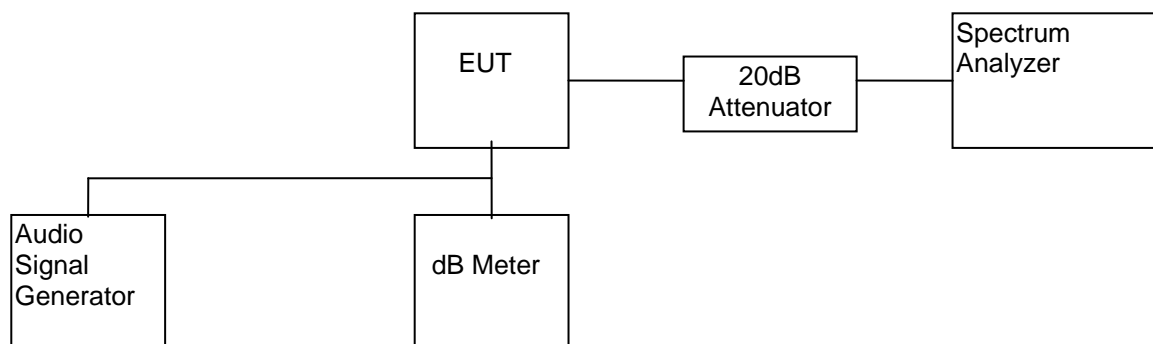 EUT
20dB
Attenuator
Spectrum
Analyzer
Audio
Signal
Generator
dB Meter